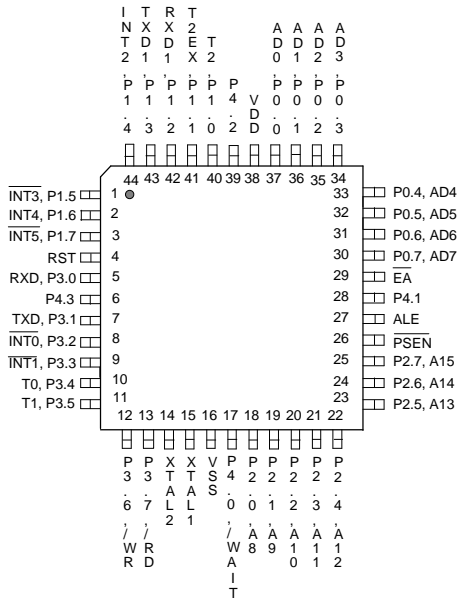 INT2, P1.4
TXD1, P1.3
RXD1, P1.2
T2EX, P1.1
T2, P1.0
P4.2
VDD
AD0, P0.0
AD1, P0.1
AD2, P0.2
AD3, P0.3
44 43 42 41 40 39 38 37 36 35 34
INT3, P1.5 1
INT4, P1.6 2
INT5, P1.7 3
RST 4
RXD, P3.0 5
P4.3 6
TXD, P3.1 7
INT0, P3.2 8
INT1, P3.3 9
T0, P3.4 10
T1, P3.5 11
33 P0.4, AD4
32 P0.5, AD5
31 P0.6, AD6
30 P0.7, AD7
29 EA
28 P4.1
27 ALE
26 PSEN
25 P2.7, A15
24 P2.6, A14
23 P2.5, A13
12 13 14 15 16 17 18 19 20 21 22
P3.6, /WR
P3.7, /RD
XTAL2
XTAL1
VSS
P4.0, /WAIT
P2.0, A8
P2.1, A9
P2.2, A10
P2.3, A11
P2.4, A12